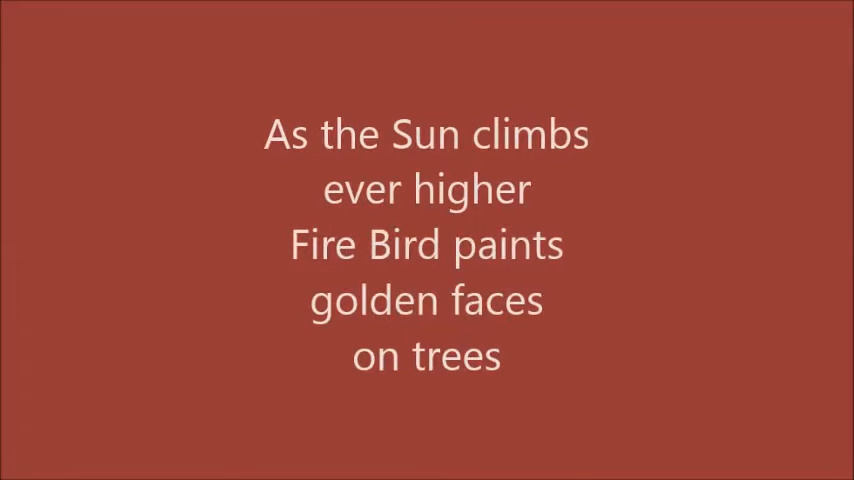 As the Sun climbs
ever higher
Fire Bird paints
golden faces
on trees